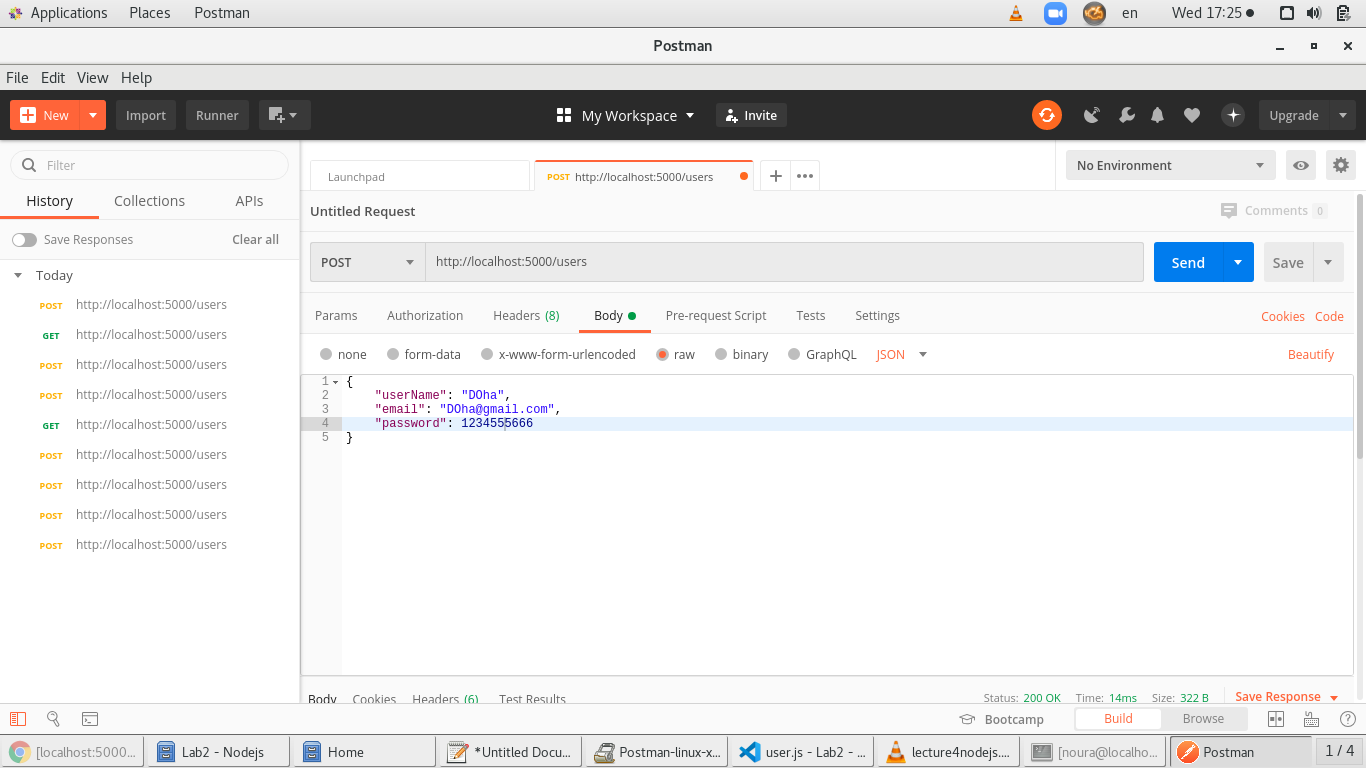 Applications Places Postman en Wed 17:25
Postman
File Edit View Help
New Import Runner My Workspace Invite Upgrade
Filter
History Collections APIs
Save Responses Clear all
Today
POST http://localhost:5000/users
GET http://localhost:5000/users
POST http://localhost:5000/users
POST http://localhost:5000/users
GET http://localhost:5000/users
POST http://localhost:5000/users
POST http://localhost:5000/users
POST http://localhost:5000/users
POST http://localhost:5000/users
Launchpad POST http://localhost:5000/users No Environment
Untitled Request Comments 0
POST http://localhost:5000/users Send Save
Params Authorization Headers (8) Body Pre-request Script Tests Settings Cookies Code
none form-data x-www-form-urlencoded raw binary GraphQL JSON Beautify
1 {
2 "userName": "DOha",
3 "email": "DOha@gmail.com",
4 "password": 1234555666
5 }
Body Cookies Headers (6) Test Results Status: 200 OK Time: 14ms Size: 322 B Save Response
Bootcamp Build Browse
[localhost:5000... Lab2 - Nodejs Home *Untitled Docu... Postman-linux-x... user.js - Lab2 - ... lecture4nodejs.... [noura@localho... Postman 1 / 4